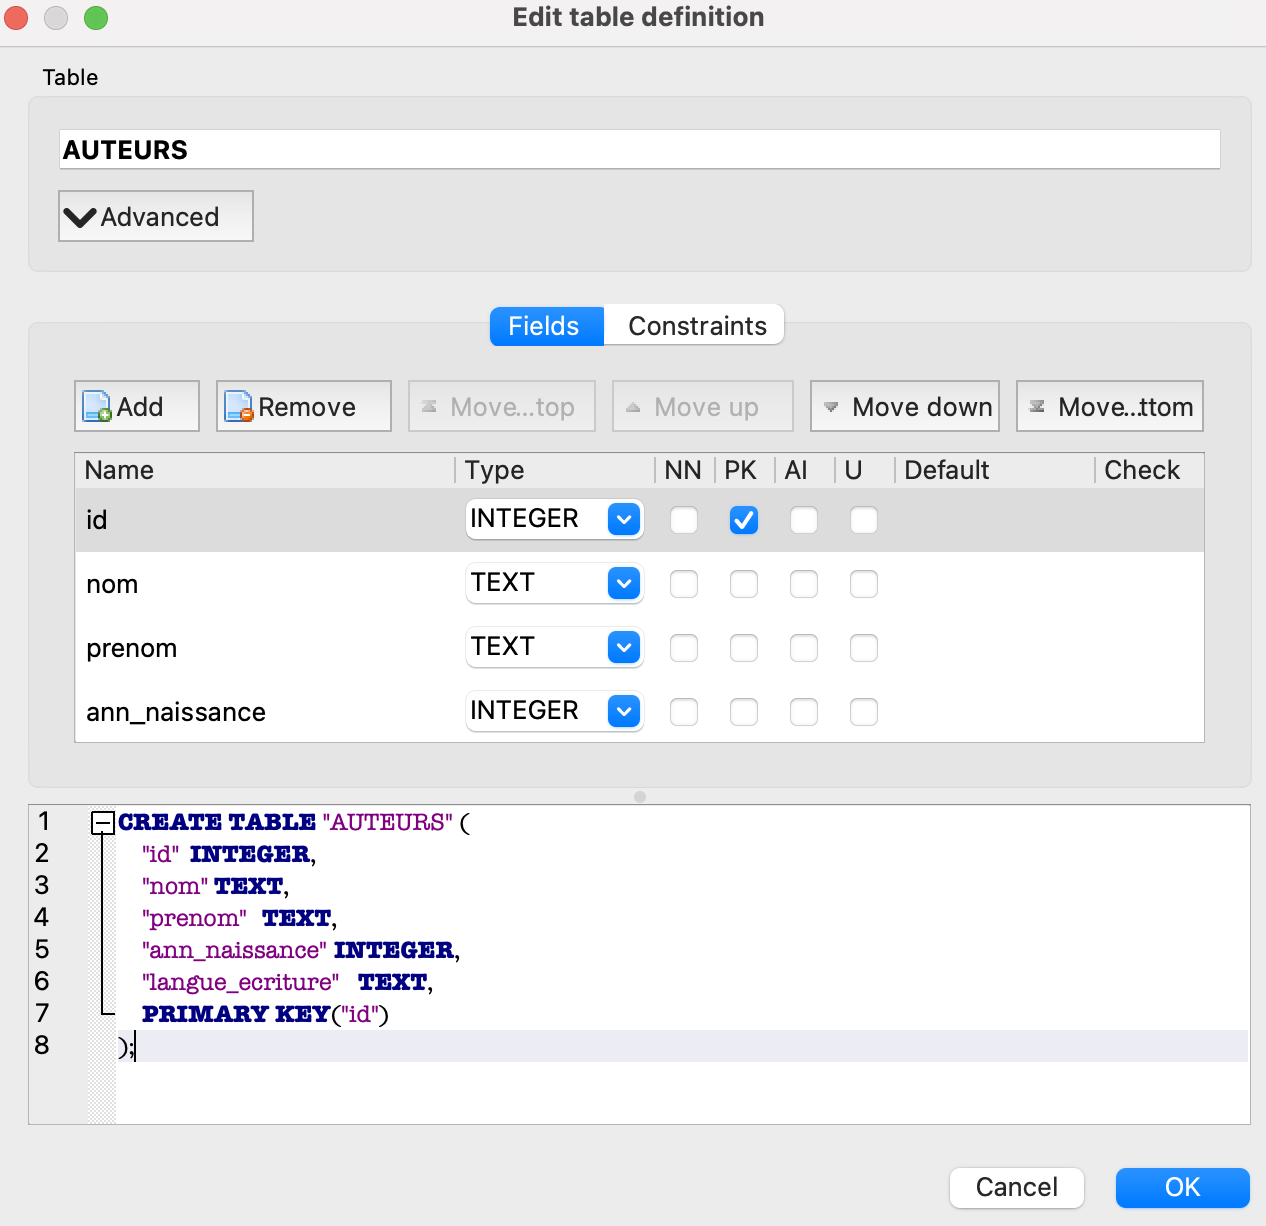 Edit table definition
Table
AUTEURS
Advanced
Fields Constraints
Add Remove Move...top Move up Move down Move...ttom
Name Type NN PK AI U Default Check
id INTEGER
nom TEXT
prenom TEXT
ann_naissance INTEGER
1 CREATE TABLE "AUTEURS" (
2 "id" INTEGER,
3 "nom" TEXT,
4 "prenom" TEXT,
5 "ann_naissance" INTEGER,
6 "langue_ecriture" TEXT,
7 PRIMARY KEY("id")
8 );
Cancel OK